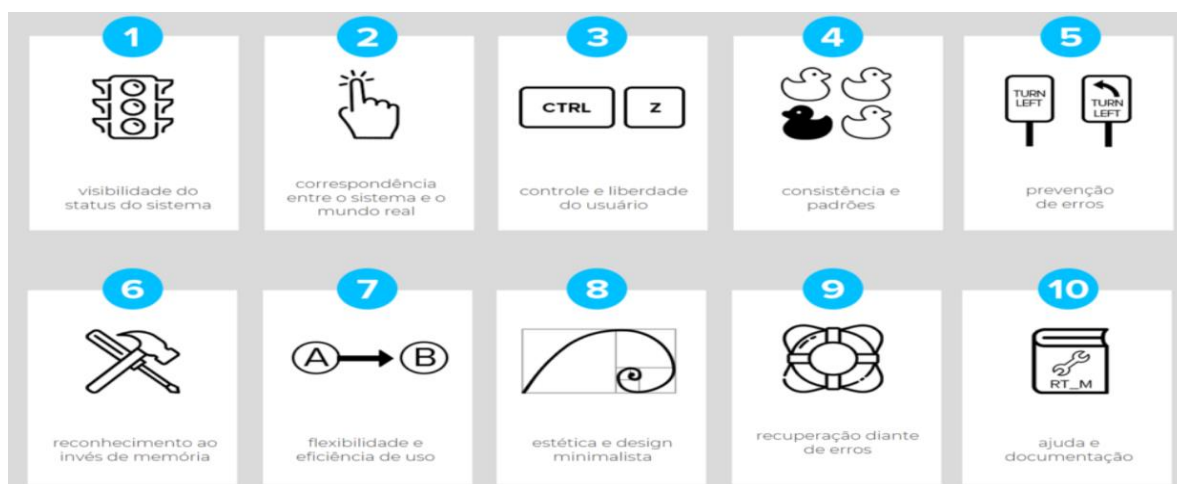 1
visibilidade do
status do sistema
2
correspondência
entre o sistema e o
mundo real
3
CTRL
Z
controle e liberdade
do usuário
4
consistência e
padrões
5
TURN
LEFT
TURN
LEFT
prevenção
de erros
6
reconhecimento ao
invés de memória
7
A
B
flexibilidade e
eficiência de uso
8
estética e design
minimalista
9
recuperação diante
de erros
10
RT_M
ajuda e
documentação